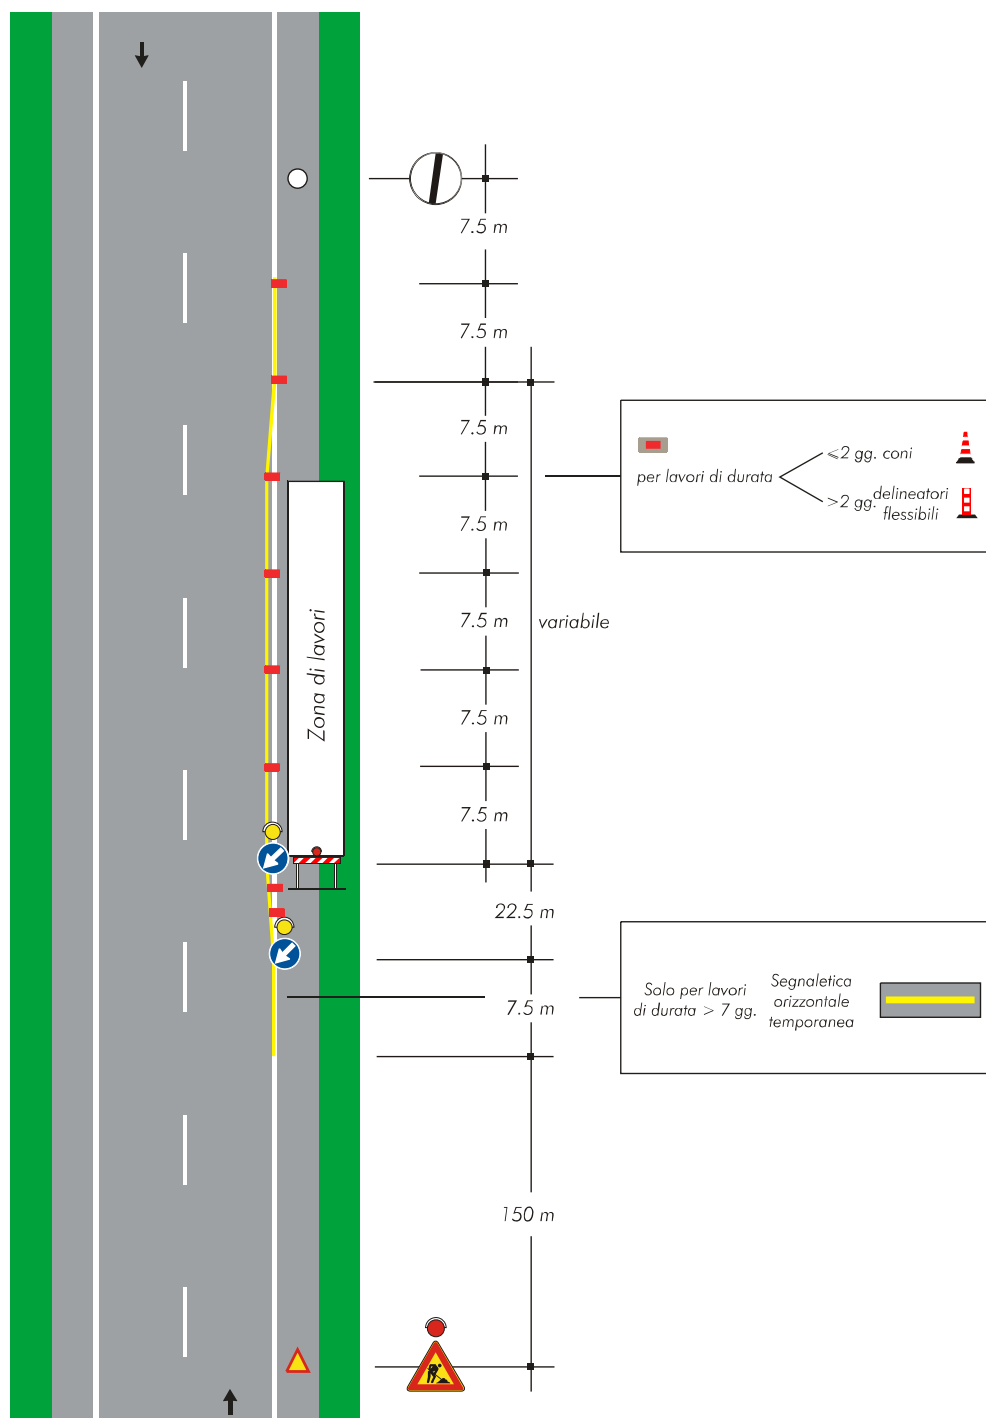 7.5 m
7.5 m
7.5 m
7.5 m
7.5 m
7.5 m
7.5 m
variabile
22.5 m
7.5 m
150 m
Zona di lavori
per lavori di durata
≤2 gg. coni
>2 gg. delineatori
flessibili
Solo per lavori
di durata > 7 gg.
Segnaletica
orizzontale
temporanea